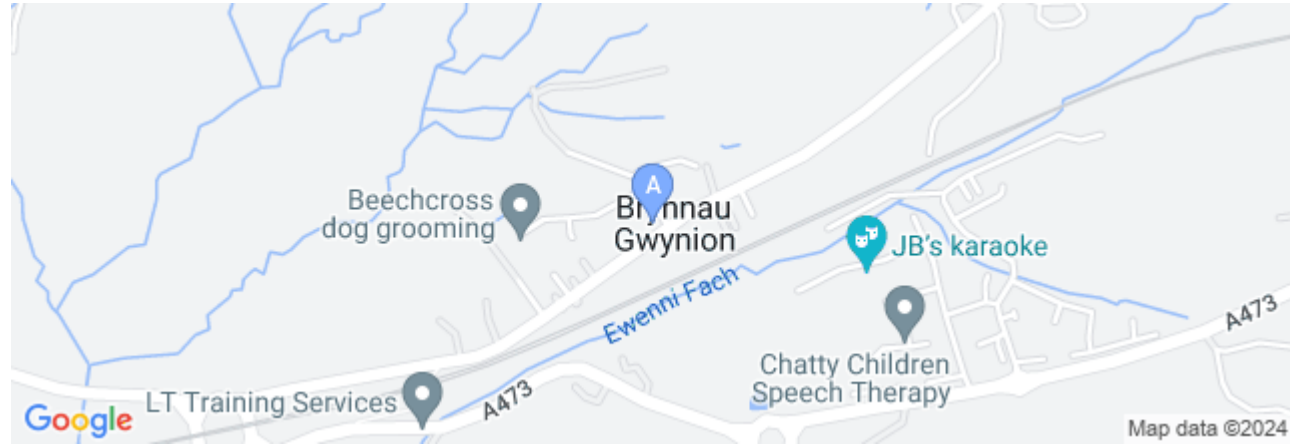 A
Beechcross
dog grooming
Brynnau
Gwynion
JB's karaoke
Ewenni Fach
A473
Chatty Children
Speech Therapy
LT Training Services
A473
Google
Map data ©2024